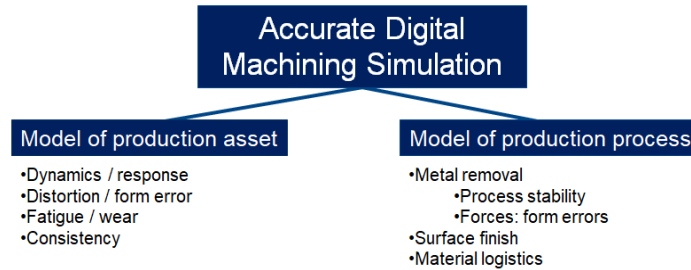 Accurate Digital
Machining Simulation
Model of production asset
•Dynamics / response
•Distortion / form error
•Fatigue / wear
•Consistency
Model of production process
•Metal removal
•Process stability
•Forces: form errors
•Surface finish
•Material logistics